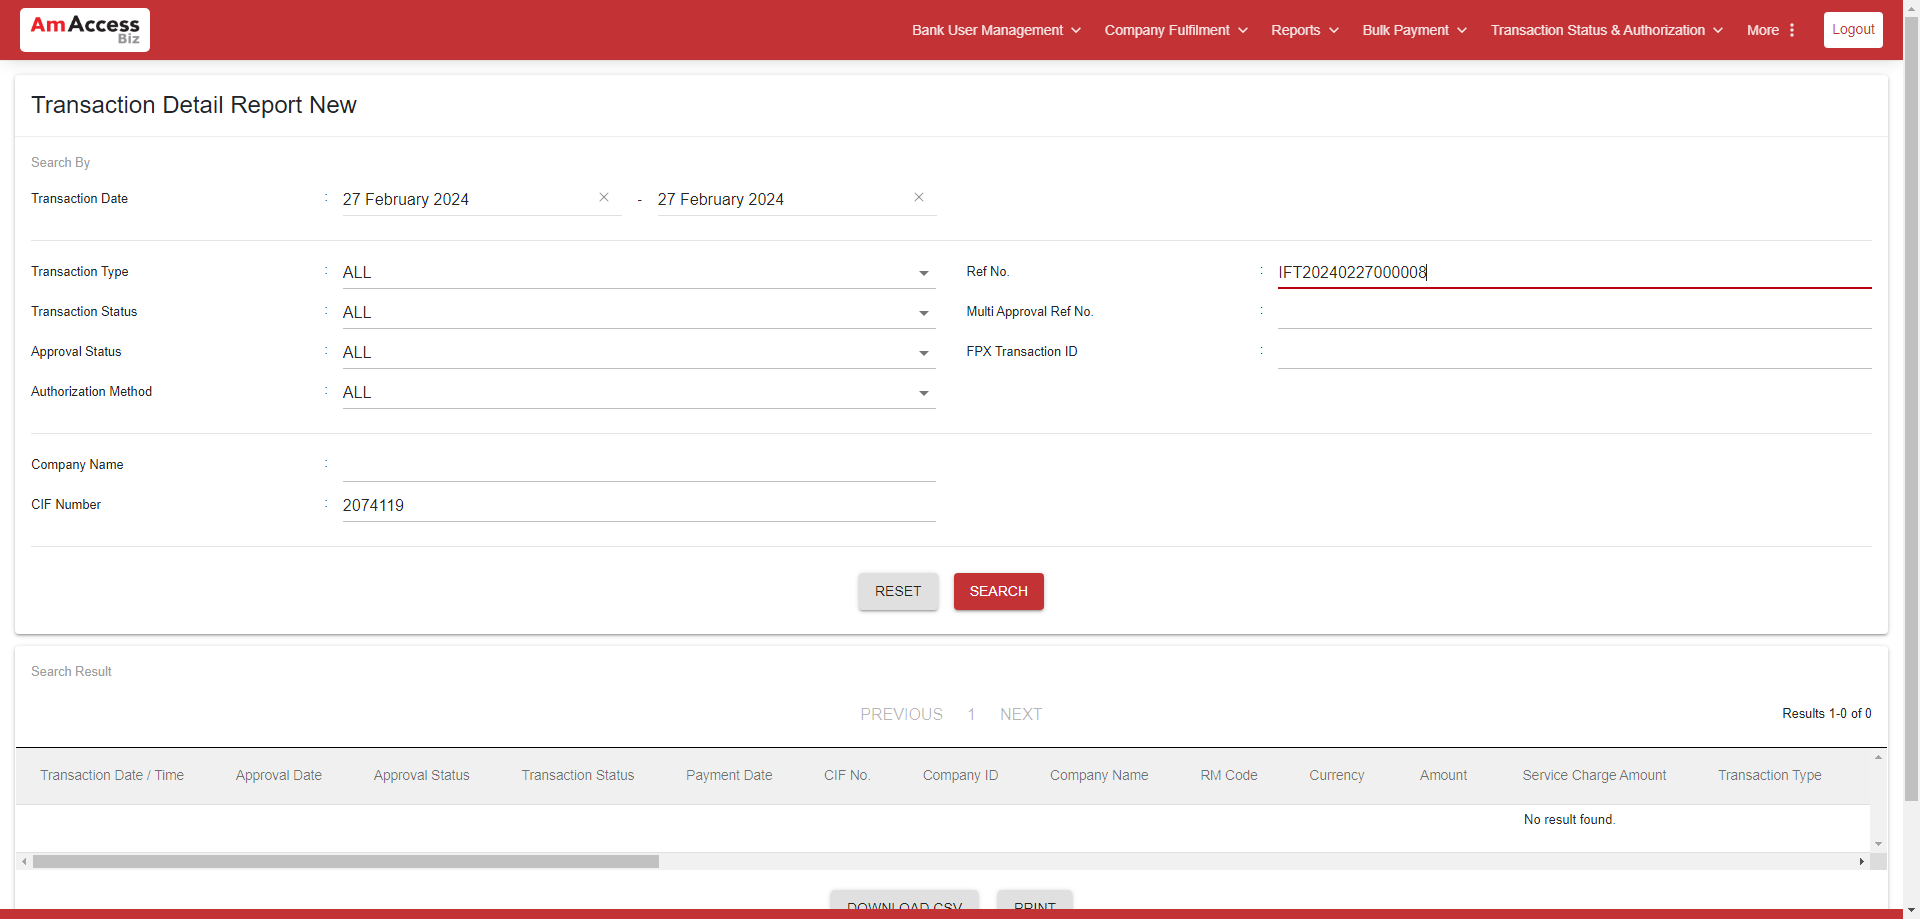 AmAccess Biz
Bank User Management
Company Fulfilment
Reports
Bulk Payment
Transaction Status & Authorization
More
Logout
Transaction Detail Report New
Search By
Transaction Date : 27 February 2024 - 27 February 2024
Transaction Type : ALL
Ref No. : IFT20240227000008
Transaction Status : ALL
Multi Approval Ref No. :
Approval Status : ALL
FPX Transaction ID :
Authorization Method : ALL
Company Name :
CIF Number : 2074119
RESET
SEARCH
Search Result
PREVIOUS 1 NEXT
Results 1-0 of 0
Transaction Date / Time
Approval Date
Approval Status
Transaction Status
Payment Date
CIF No.
Company ID
Company Name
RM Code
Currency
Amount
Service Charge Amount
Transaction Type
No result found.
DOWNLOAD CSV
PRINT